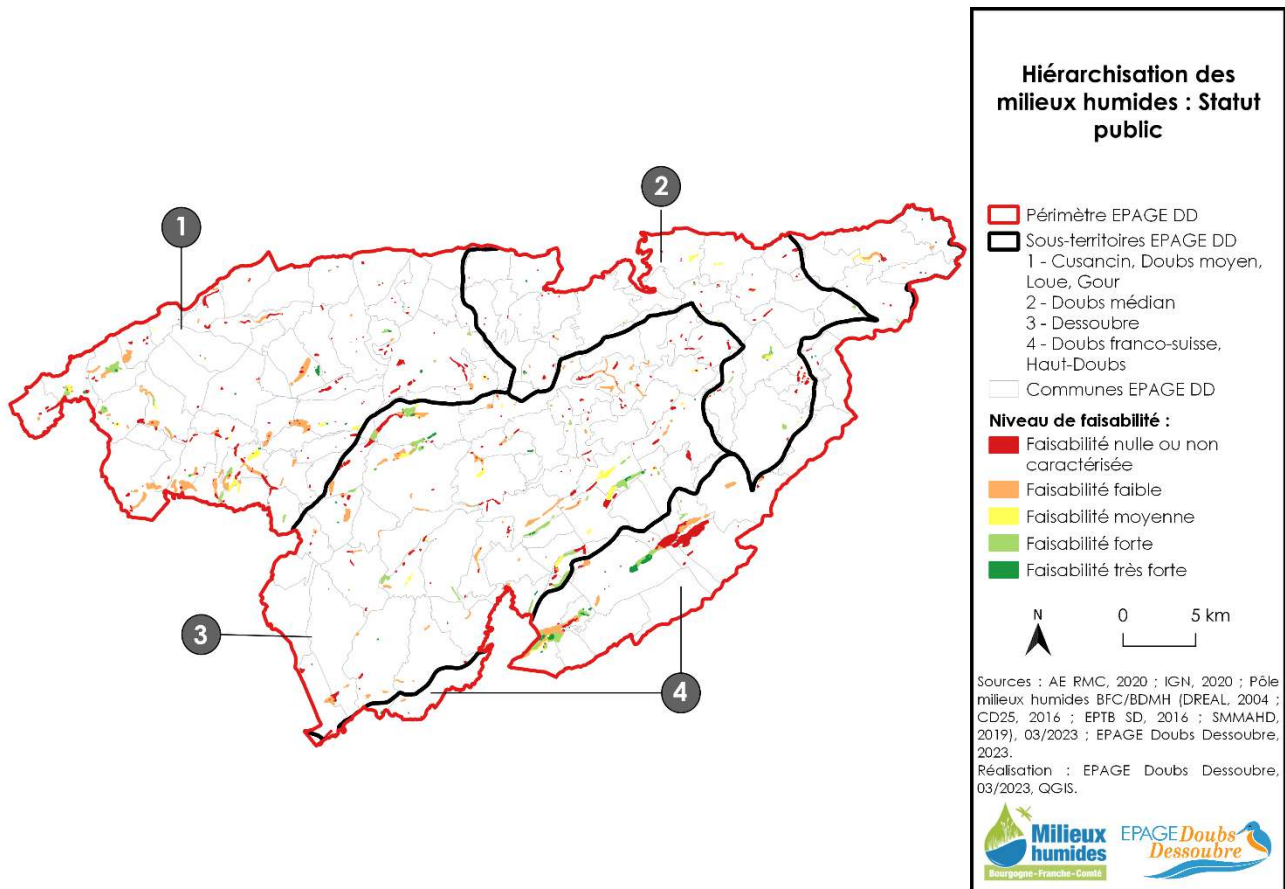 Hiérarchisation des
milieux humides : Statut
public
Périmètre EPAGE DD
Sous-territoires EPAGE DD
1 - Cusancin, Doubs moyen,
Loue, Gour
2 - Doubs médian
3 - Dessoubre
4 - Doubs franco-suisse,
Haut-Doubs
Communes EPAGE DD
Niveau de faisabilité :
Faisabilité nulle ou non
caractérisée
Faisabilité faible
Faisabilité moyenne
Faisabilité forte
Faisabilité très forte
N
0 5 km
Sources : AE RMC, 2020 ; IGN, 2020 ; Pôle
milieux humides BFC/BDMH (DREAL, 2004 ;
CD25, 2016 ; EPTB SD, 2016 ; SMMAHD,
2019), 03/2023 ; EPAGE Doubs Dessoubre,
2023.
Réalisation : EPAGE Doubs Dessoubre,
03/2023, QGIS.
Milieux
humides
Bourgogne-Franche-Comté
EPAGE Doubs
Dessoubre
1
2
3
4